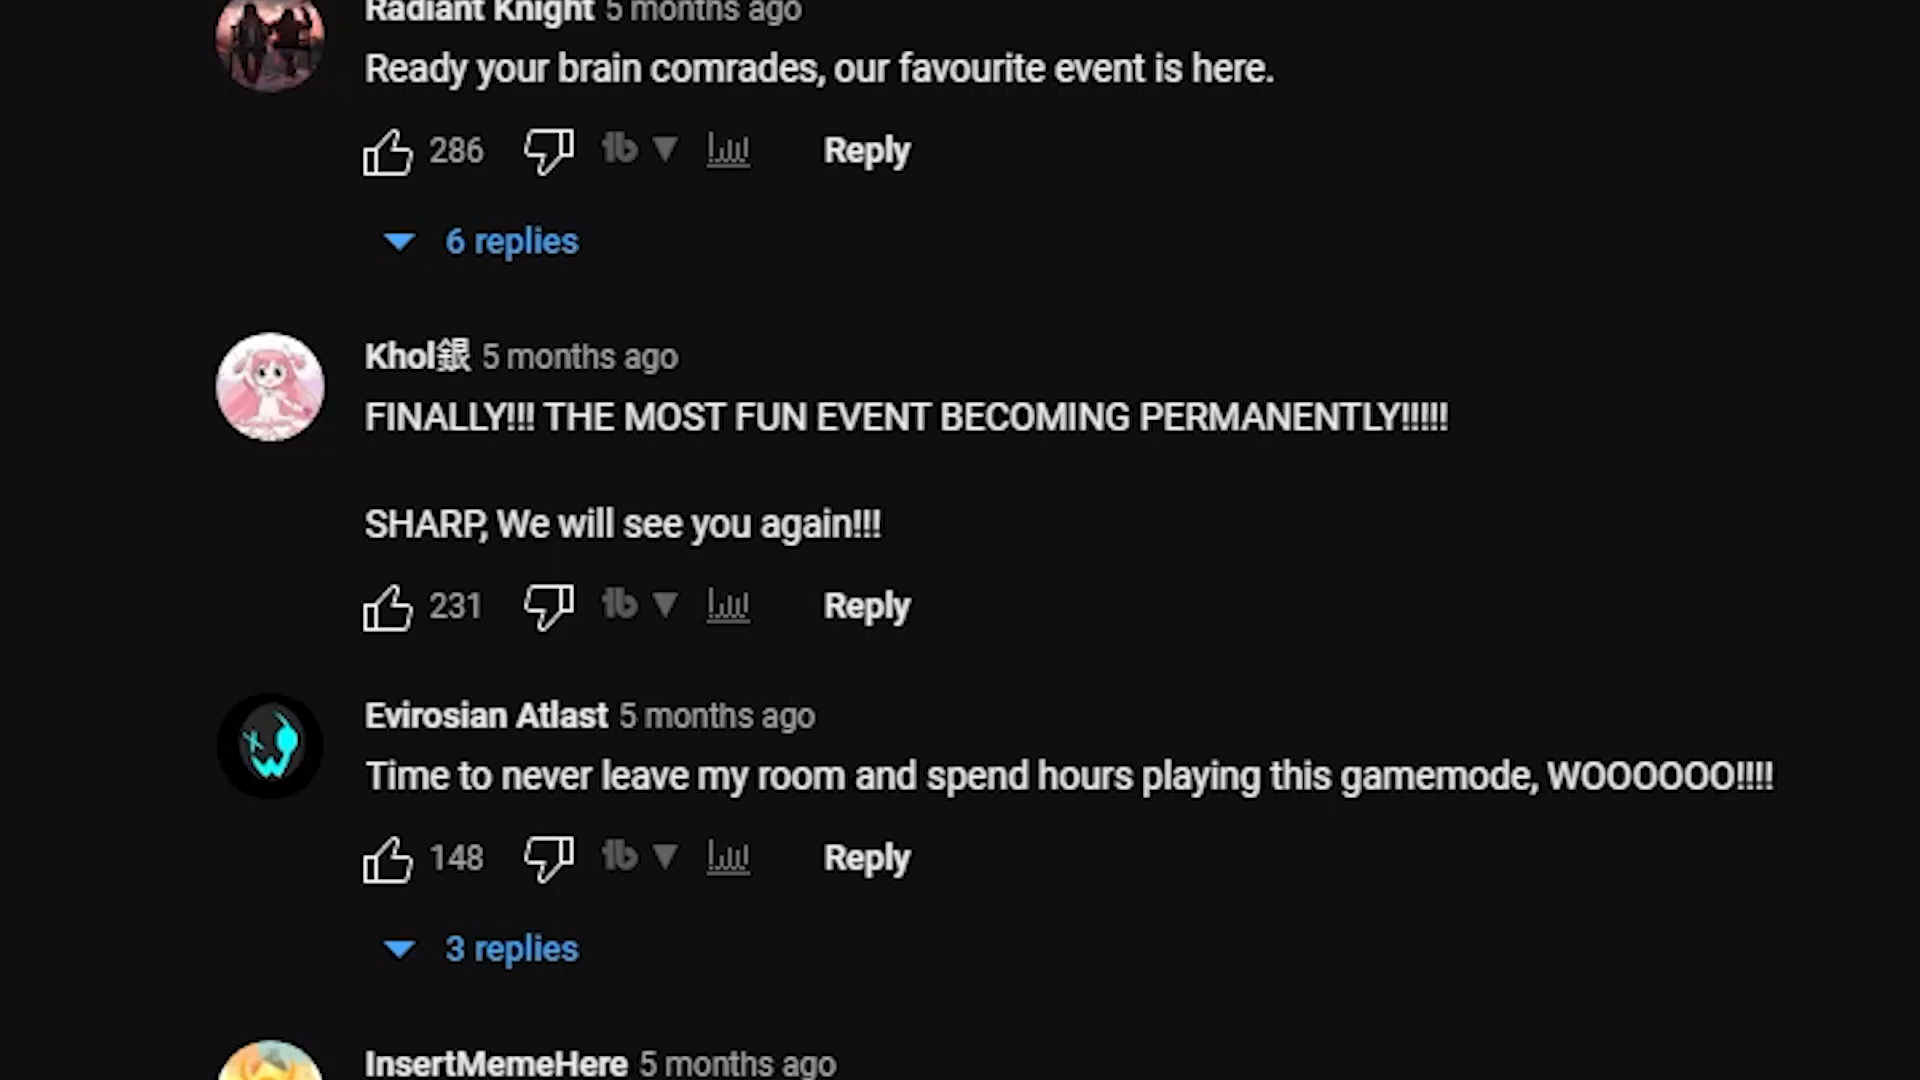 Radiant Knight 5 months ago
Ready your brain comrades, our favourite event is here.
286 Reply
6 replies
Khol銀 5 months ago
FINALLY!!! THE MOST FUN EVENT BECOMING PERMANENTLY!!!!!
SHARP, We will see you again!!!
231 Reply
Evirosian Atlast 5 months ago
Time to never leave my room and spend hours playing this gamemode, WOOOOOO!!!!
148 Reply
3 replies
InsertMemeHere 5 months ago